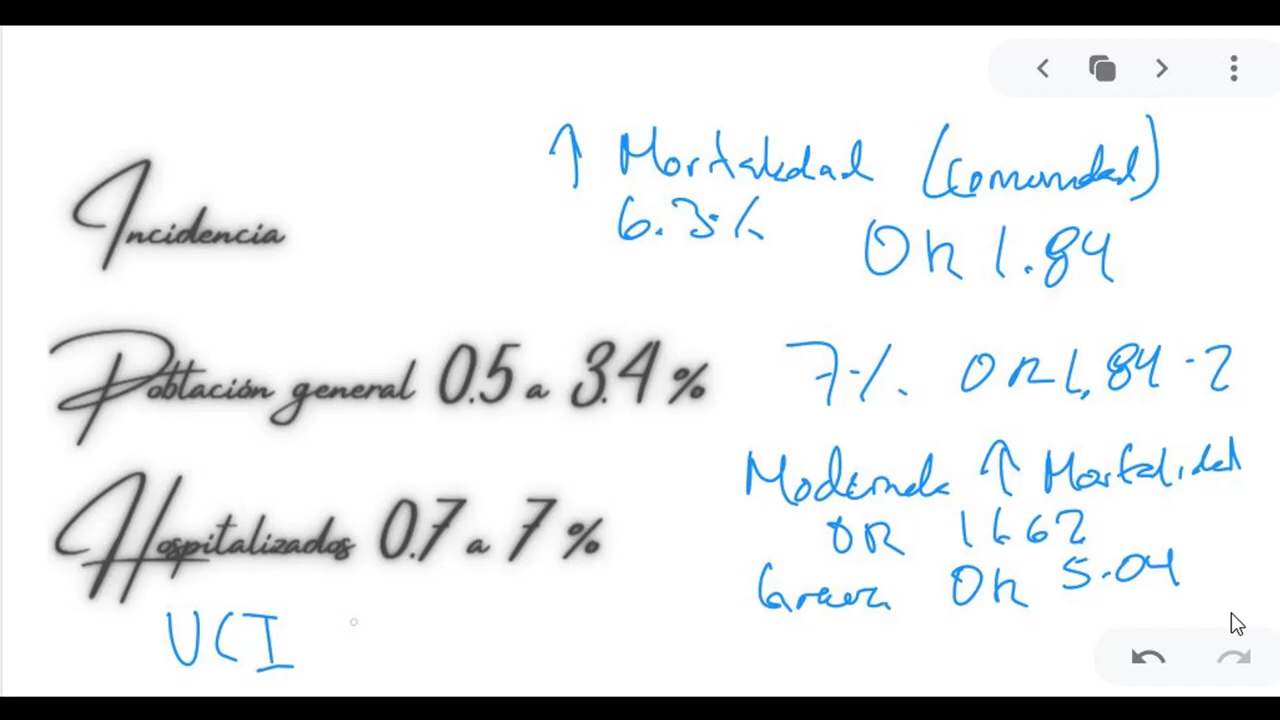 ↑ Mortalidad (Comunidad)
6.3%
OR 1.84
Incidencia
Población general 0.5 a 3.4 %
7%. OR 1,84-2
Moderada ↑ Mortalidad
OR 1.62
Grave OR 5.04
Hospitalizados 0.7 a 7 %
UCI